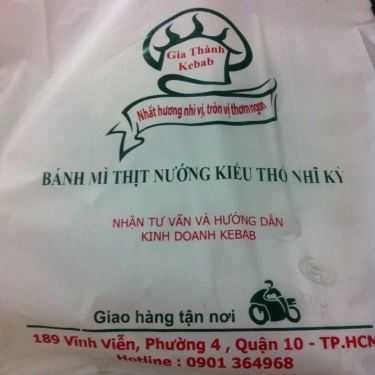 Gia Thành
Kebab
Nhất hương nhì vị, tròn vị thơm ngon
BÁNH MÌ THỊT NƯỚNG KIỂU THỔ NHĨ KỲ
NHẬN TƯ VẤN VÀ HƯỚNG DẪN
KINH DOANH KEBAB
Giao hàng tận nơi
189 Vĩnh Viễn, Phường 4 , Quận 10 - TP.HCM
Hotline : 0901 364968